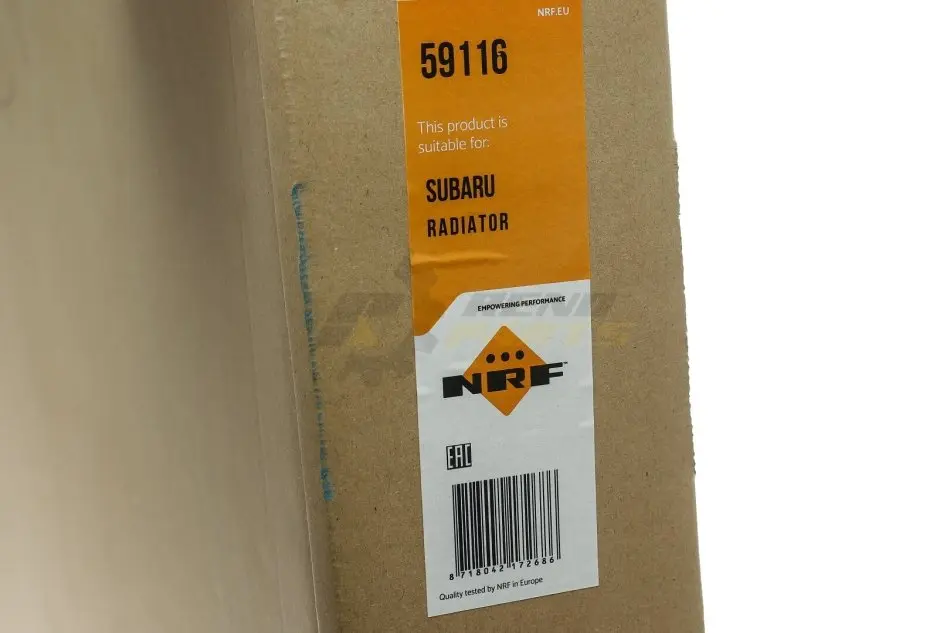 NRF.EU
59116
This product is
suitable for:
SUBARU
RADIATOR
EMPOWERING PERFORMANCE
NRF™
EAC
8 718042 172686
Quality tested by NRF in Europe